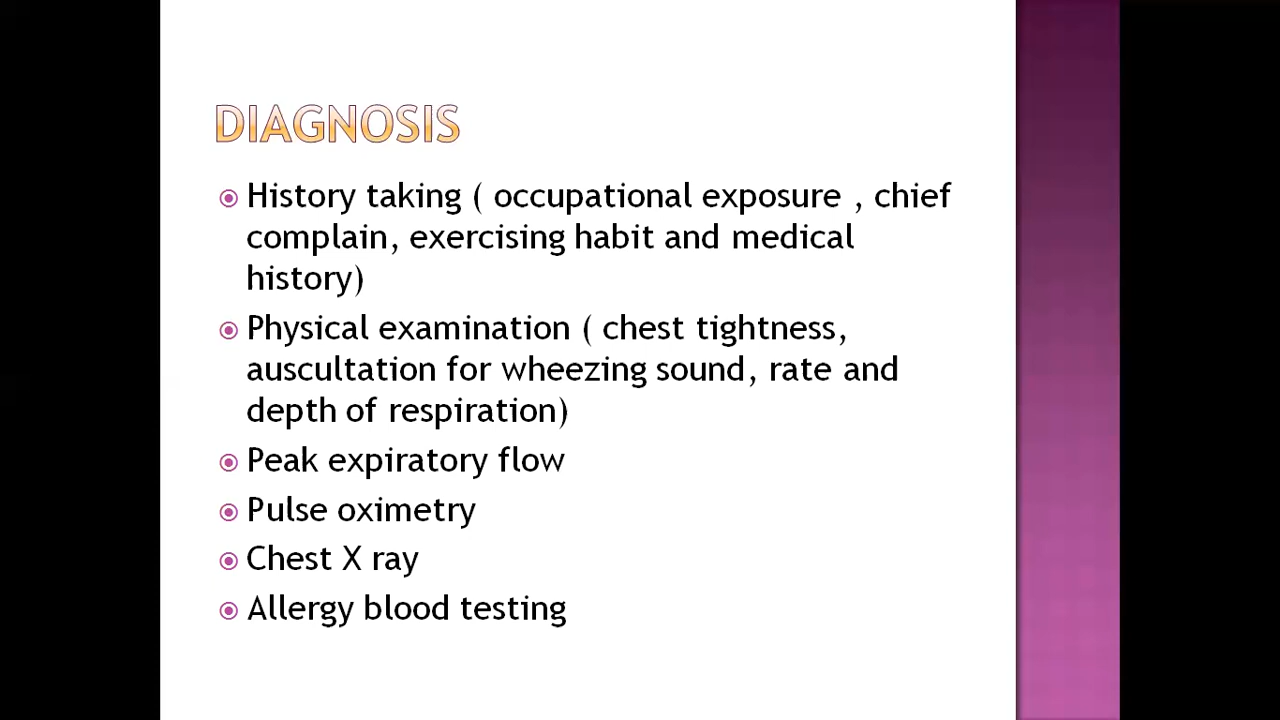 DIAGNOSIS
History taking ( occupational exposure , chief
complain, exercising habit and medical
history)
Physical examination ( chest tightness,
auscultation for wheezing sound, rate and
depth of respiration)
Peak expiratory flow
Pulse oximetry
Chest X ray
Allergy blood testing